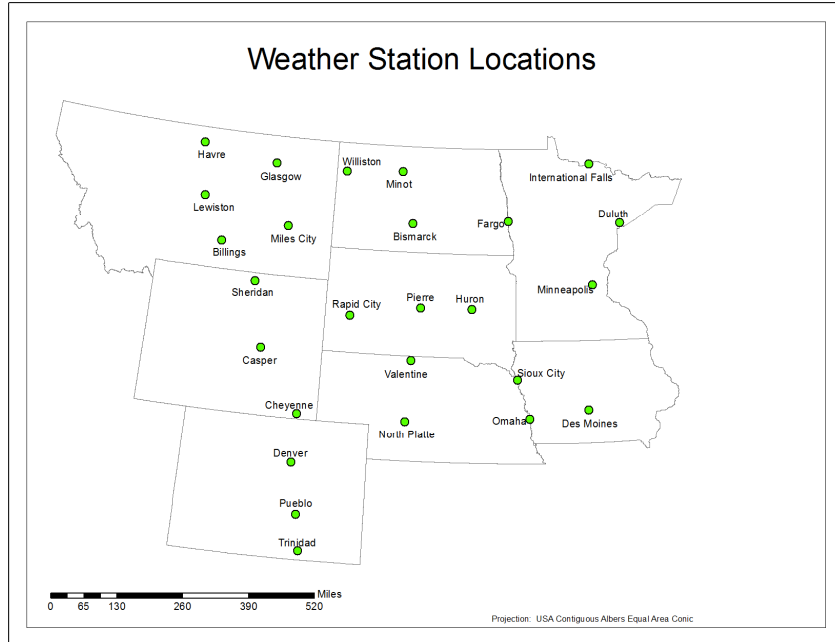 Weather Station Locations
Havre
Glasgow
Williston
Minot
International Falls
Lewiston
Miles City
Billings
Bismarck
Fargo
Duluth
Sheridan
Rapid City
Pierre
Huron
Minneapolis
Casper
Valentine
Sioux City
Cheyenne
North Platte
Omaha
Des Moines
Denver
Pueblo
Trinidad
Miles
0 65 130 260 390 520
Projection: USA Contiguous Albers Equal Area Conic